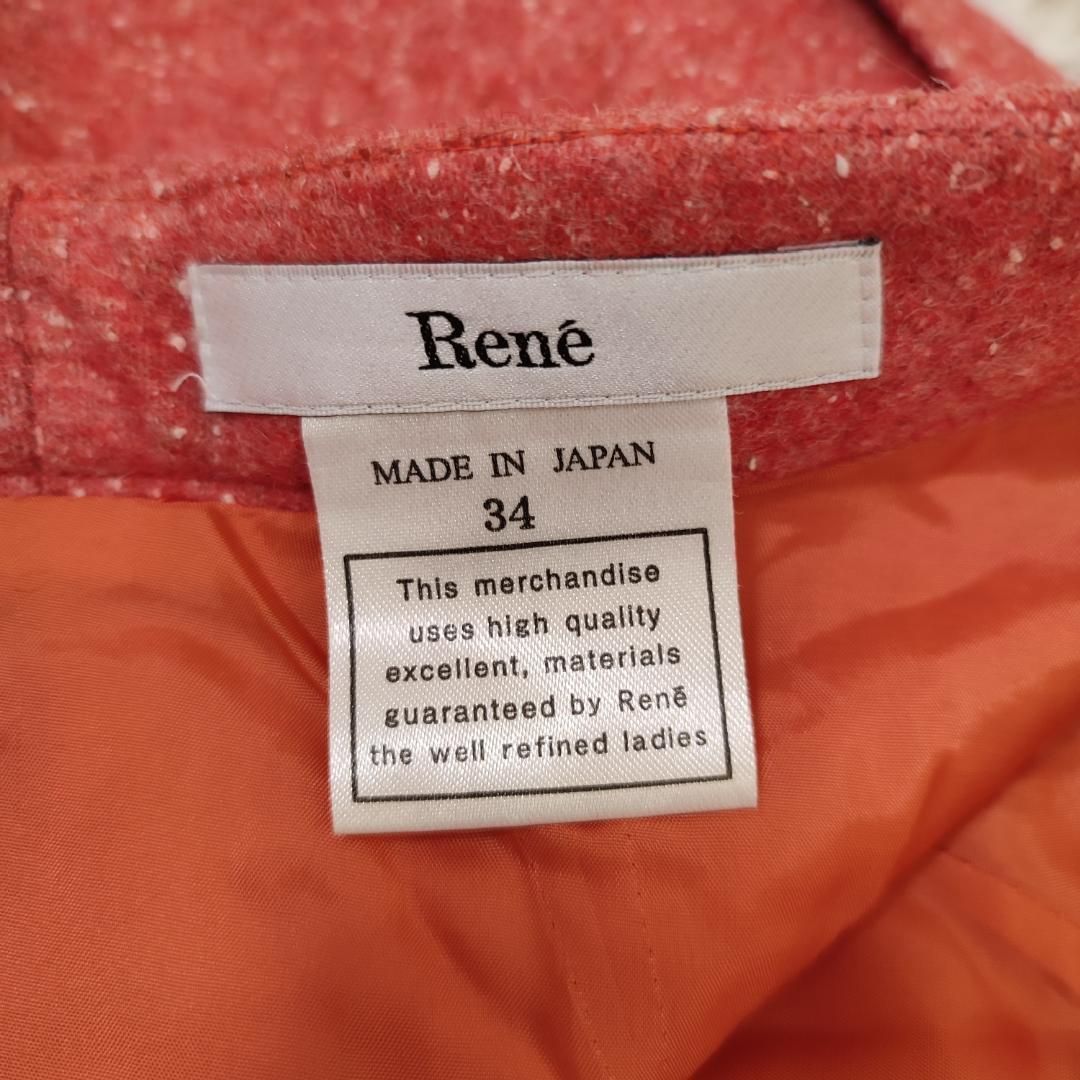 René
MADE IN JAPAN
34
This merchandise
uses high quality
excellent, materials
guaranteed by René
the well refined ladies